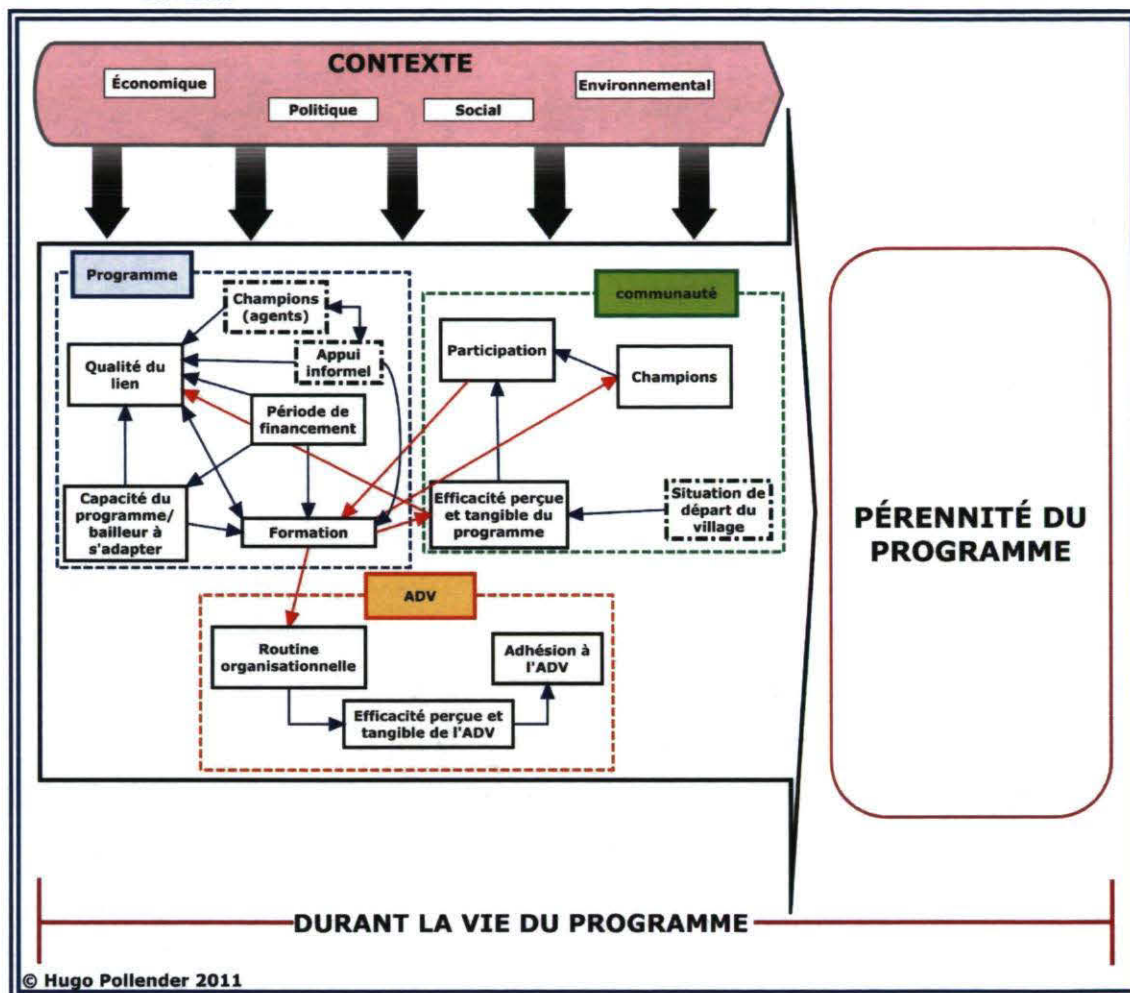 CONTEXTE
Économique
Politique
Social
Environnemental
Programme
Champions
(agents)
Appui
informel
Qualité du
lien
Période de
financement
Capacité du
programme/
bailleur à
s'adapter
Formation
communauté
Participation
Champions
Efficacité perçue
et tangible du
programme
Situation de
départ du
village
ADV
Routine
organisationnelle
Adhésion à
l'ADV
Efficacité perçue et
tangible de l'ADV
PÉRENNITÉ DU
PROGRAMME
DURANT LA VIE DU PROGRAMME
© Hugo Pollender 2011